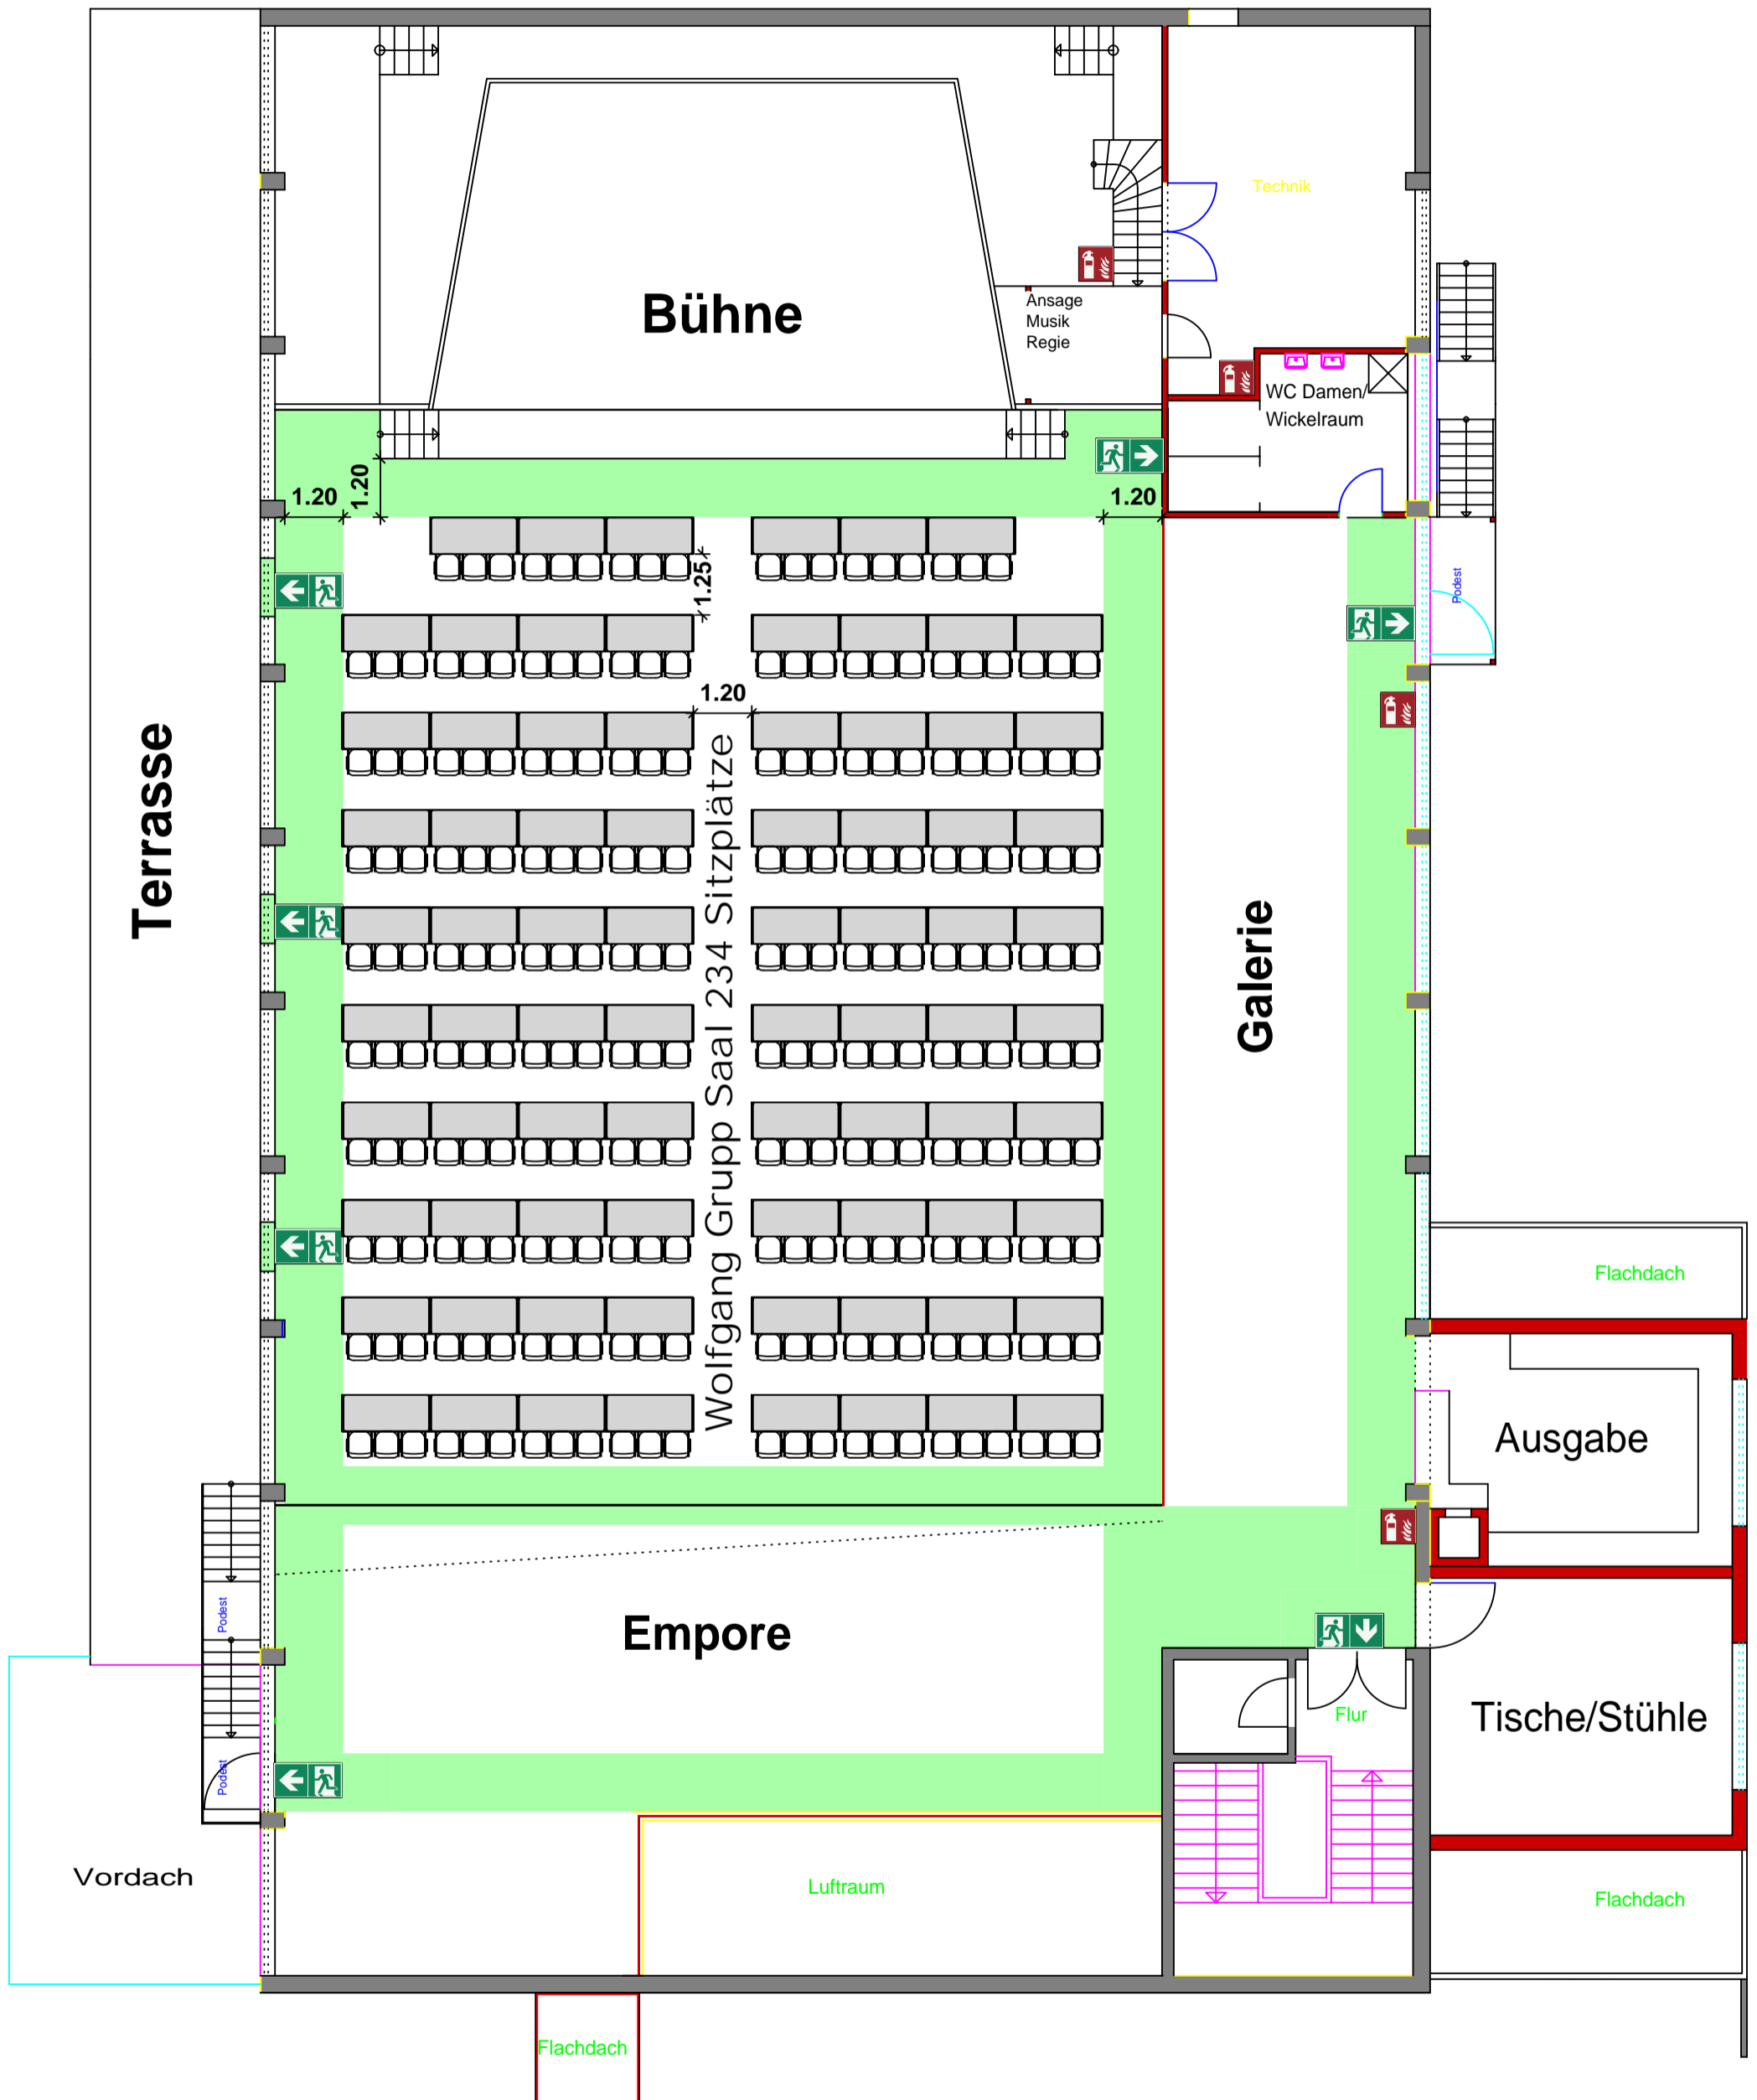 Technik
Bühne
Ansage
Musik
Regie
WC Damen/
Wickelraum
1.20
1.20
1.20
1.25
Podest
1.20
Terrasse
Wolfgang Grupp Saal 234 Sitzplätze
Galerie
Flachdach
Ausgabe
Podest
Empore
Flur
Tische/Stühle
Podest
Vordach
Luftraum
Flachdach
Flachdach